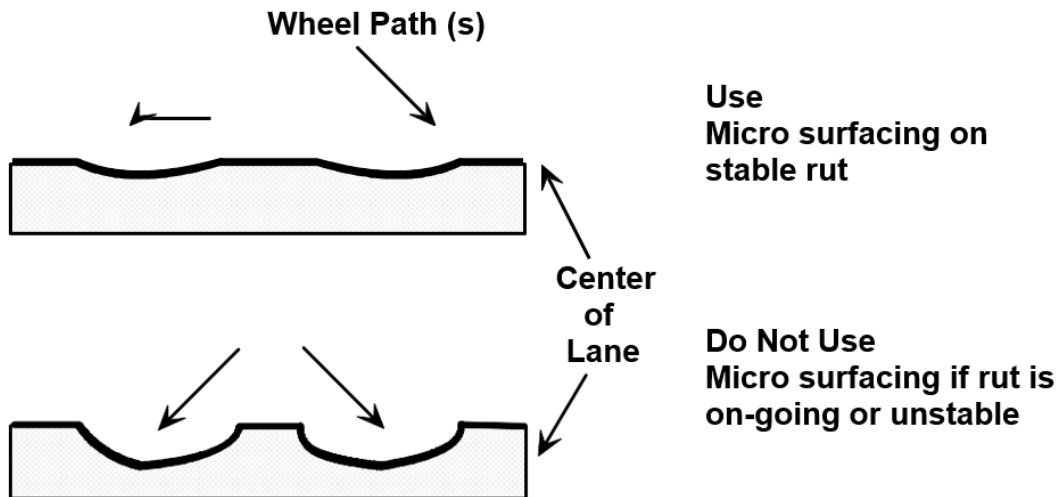 Wheel Path (s)
Use
Micro surfacing on
stable rut
Center
of
Lane
Do Not Use
Micro surfacing if rut is
on-going or unstable